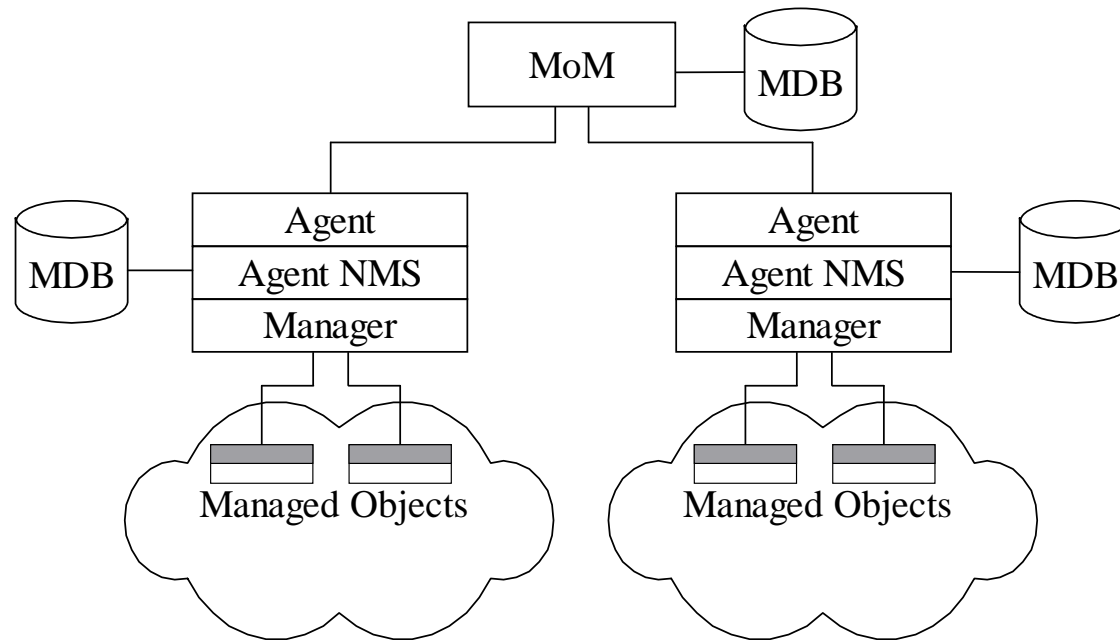 MoM
MDB
Agent
Agent NMS
Manager
MDB
Agent
Agent NMS
Manager
MDB
Managed Objects
Managed Objects